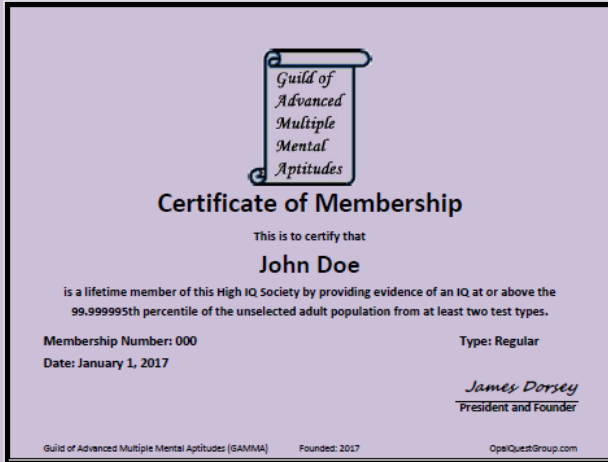 Guild of
Advanced
Multiple
Mental
Aptitudes
Certificate of Membership
This is to certify that
John Doe
is a lifetime member of this High IQ Society by providing evidence of an IQ at or above the
99.999995th percentile of the unselected adult population from at least two test types.
Membership Number: 000 Type: Regular
Date: January 1, 2017
James Dorsey
President and Founder
Guild of Advanced Multiple Mental Aptitudes (GAMMA) Founded: 2017 OpalQuestGroup.com